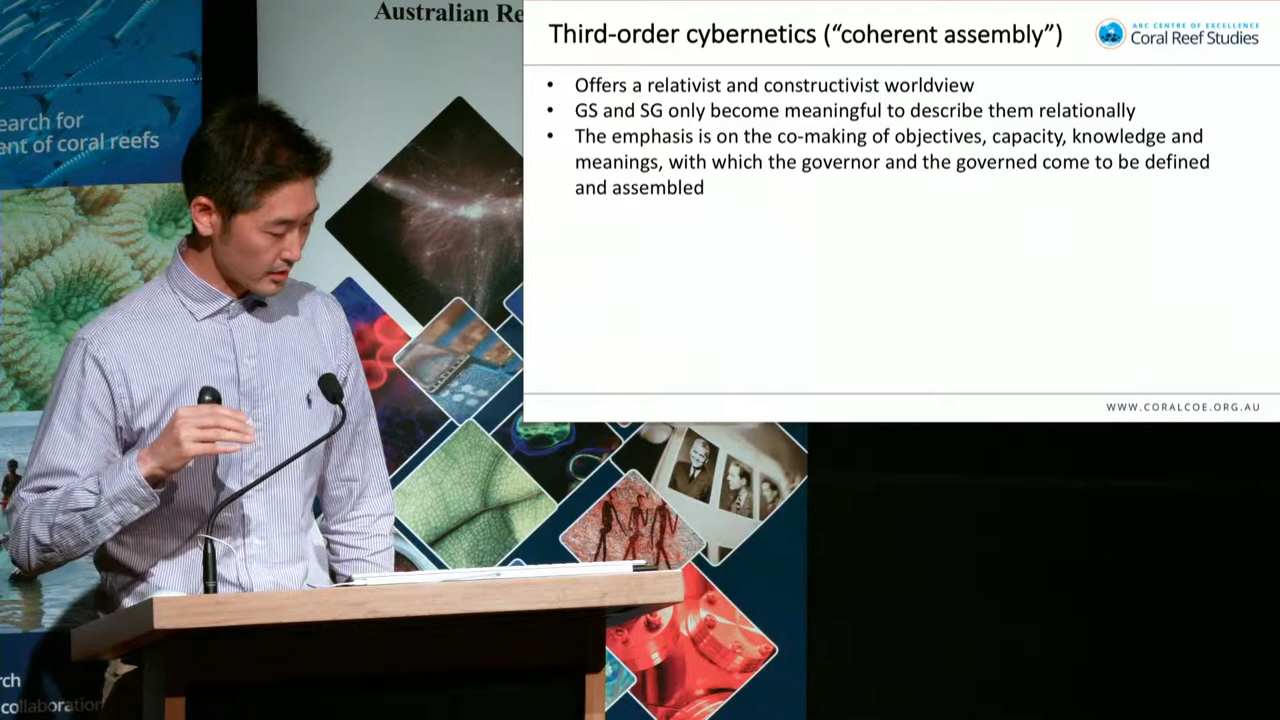 Australian Re
earch for
ent of coral reefs
Third-order cybernetics (“coherent assembly”)
ARC CENTRE OF EXCELLENCE
Coral Reef Studies
• Offers a relativist and constructivist worldview
• GS and SG only become meaningful to describe them relationally
• The emphasis is on the co-making of objectives, capacity, knowledge and
meanings, with which the governor and the governed come to be defined
and assembled
WWW.CORALCOE.ORG.AU
rch
collaboration